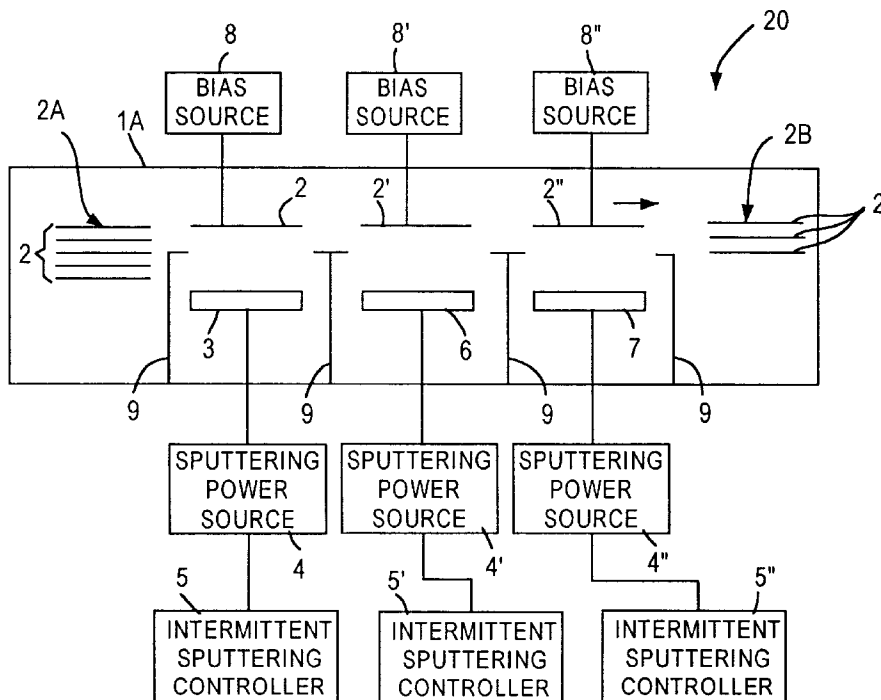 8
8'
8"
20
BIAS
SOURCE
BIAS
SOURCE
BIAS
SOURCE
2A
1A
2B
2
2'
2"
2
2
3
6
7
9
9
9
9
SPUTTERING
POWER
SOURCE
SPUTTERING
POWER
SOURCE
SPUTTERING
POWER
SOURCE
4
4'
4"
5
5'
5"
INTERMITTENT
SPUTTERING
CONTROLLER
INTERMITTENT
SPUTTERING
CONTROLLER
INTERMITTENT
SPUTTERING
CONTROLLER